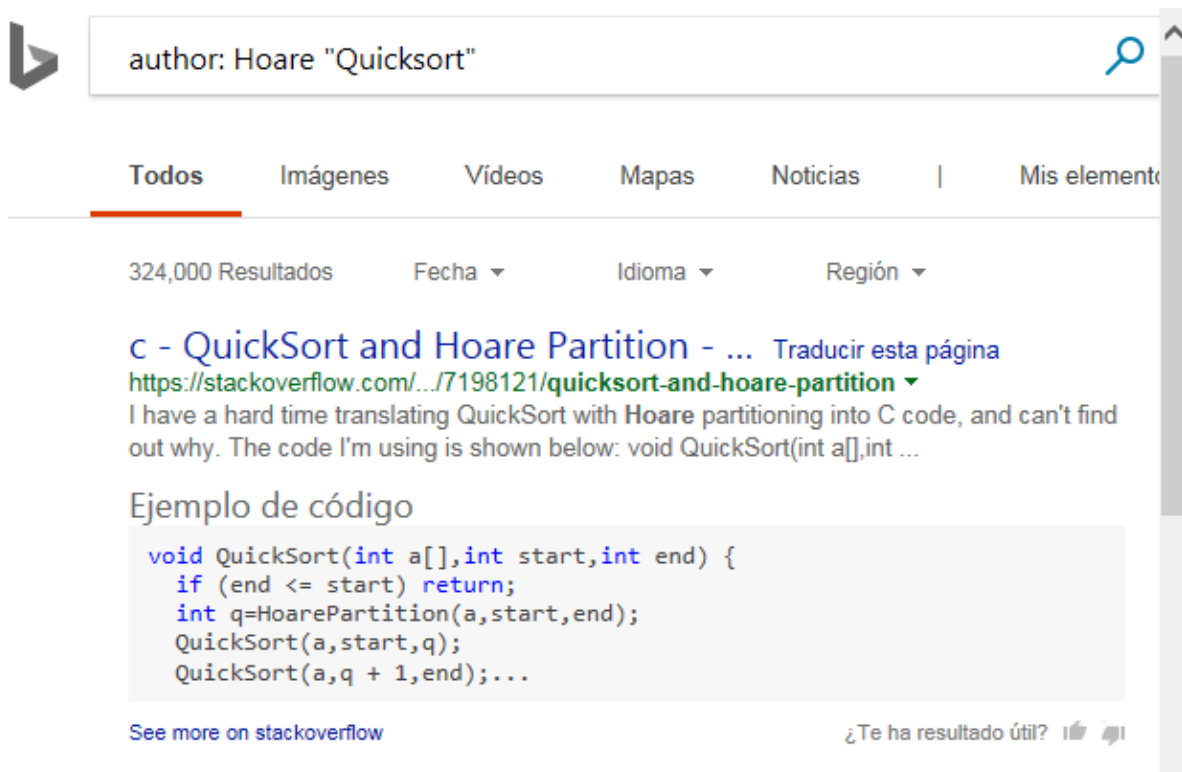 author: Hoare "Quicksort"
Todos Imágenes Vídeos Mapas Noticias | Mis elemento
324,000 Resultados Fecha Idioma Región
c - QuickSort and Hoare Partition - ... Traducir esta página
https://stackoverflow.com/.../7198121/quicksort-and-hoare-partition
I have a hard time translating QuickSort with Hoare partitioning into C code, and can't find
out why. The code I'm using is shown below: void QuickSort(int a[],int ...
Ejemplo de código
void QuickSort(int a[],int start,int end) {
if (end <= start) return;
int q=HoarePartition(a,start,end);
QuickSort(a,start,q);
QuickSort(a,q + 1,end);...
See more on stackoverflow ¿Te ha resultado útil?